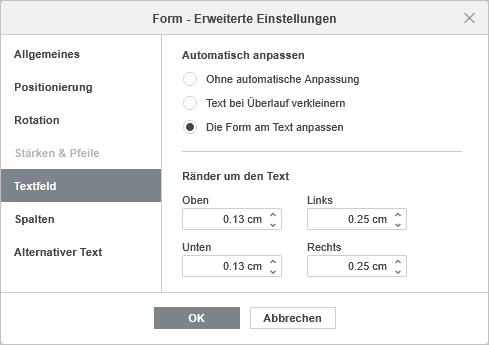 Form - Erweiterte Einstellungen
Allgemeines
Positionierung
Rotation
Stärken & Pfeile
Textfeld
Spalten
Alternativer Text
Automatisch anpassen
Ohne automatische Anpassung
Text bei Überlauf verkleinern
Die Form am Text anpassen
Ränder um den Text
Oben Links
0.13 cm 0.25 cm
Unten Rechts
0.13 cm 0.25 cm
OK Abbrechen